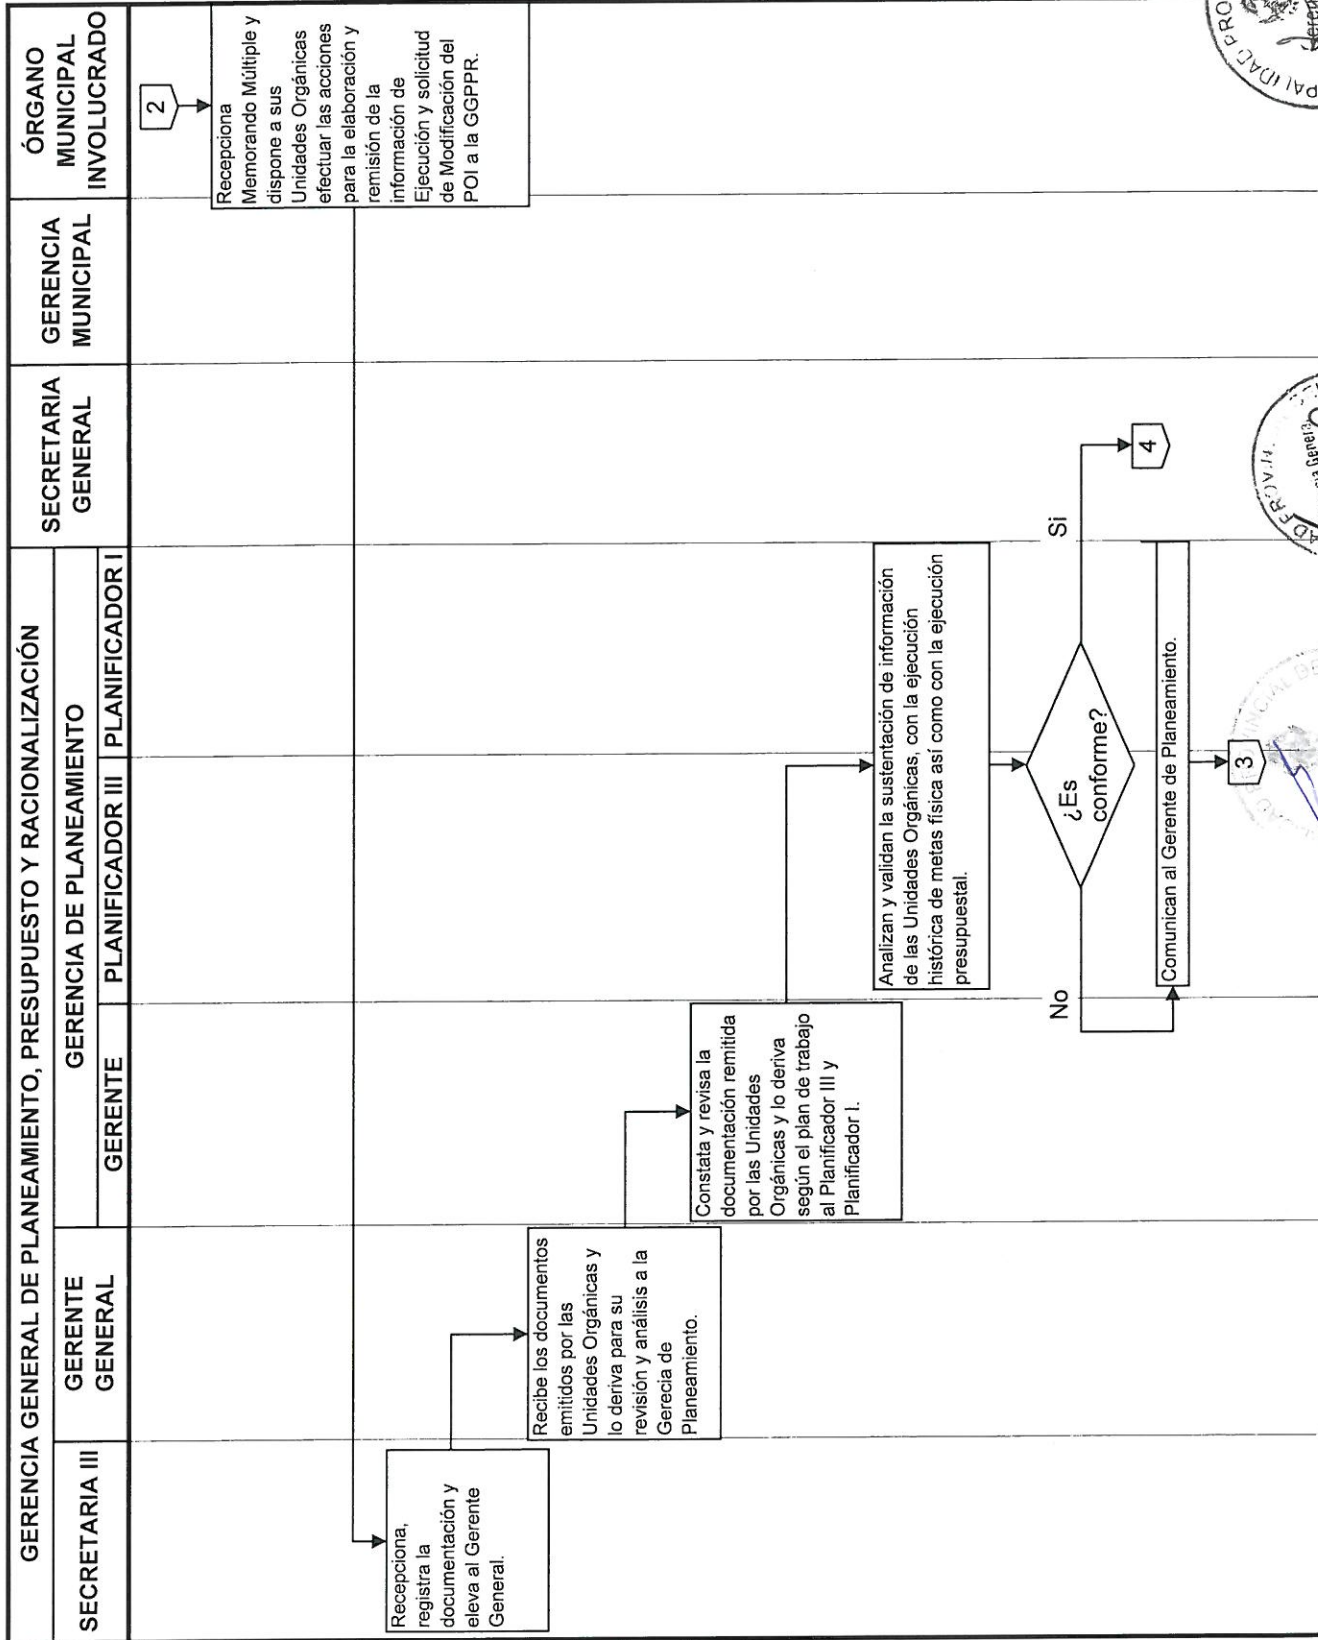 GERENCIA GENERAL DE PLANEAMIENTO, PRESUPUESTO Y RACIONALIZACIÓN
SECRETARIA III
GERENTE
GENERAL
GERENCIA DE PLANEAMIENTO
GERENTE
PLANIFICADOR III
PLANIFICADOR I
SECRETARIA
GENERAL
GERENCIA
MUNICIPAL
ÓRGANO
MUNICIPAL
INVOLUCRADO
2
Recepciona
Memorando Múltiple y
dispone a sus
Unidades Orgánicas
efectuar las acciones
para la elaboración y
remisión de la
información de
Ejecución y solicitud
de Modificación del
POI a la GGPPR.
Recepciona,
registra la
documentación y
eleva al Gerente
General.
Recibe los documentos
emitidos por las
Unidades Orgánicas y
lo deriva para su
revisión y análisis a la
Gerecia de
Planeamiento.
Constata y revisa la
documentación remitida
por las Unidades
Orgánicas y lo deriva
según el plan de trabajo
al Planificador III y
Planificador I.
Analizan y validan la sustentación de información
de las Unidades Orgánicas, con la ejecución
histórica de metas física así como con la ejecución
presupuestal.
¿Es
conforme?
No
Si
Comunican al Gerente de Planeamiento.
3
4